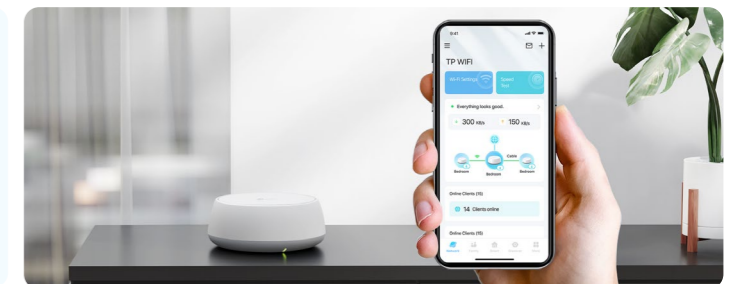 9:41
TP WIFI
Wi-Fi Settings
Speed
Test
Everything looks good.
300 KB/s
150 KB/s
Cable
Bedroom
Bedroom
Bedroom
Online Clients (15)
14 Clients online
Online Clients (15)